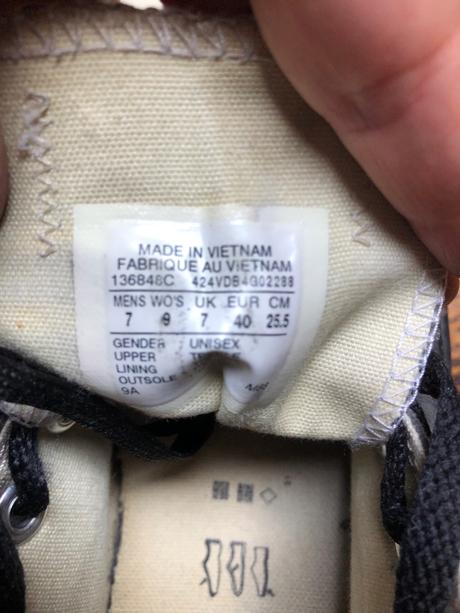 MADE IN VIETNAM
FABRIQUE AU VIETNAM
136848C 424VDB4G02288
MENS WO'S UK EUR CM
7 9 7 40 25.5
GENDER UNISEX
UPPER
LINING
OUTSOLE
9A